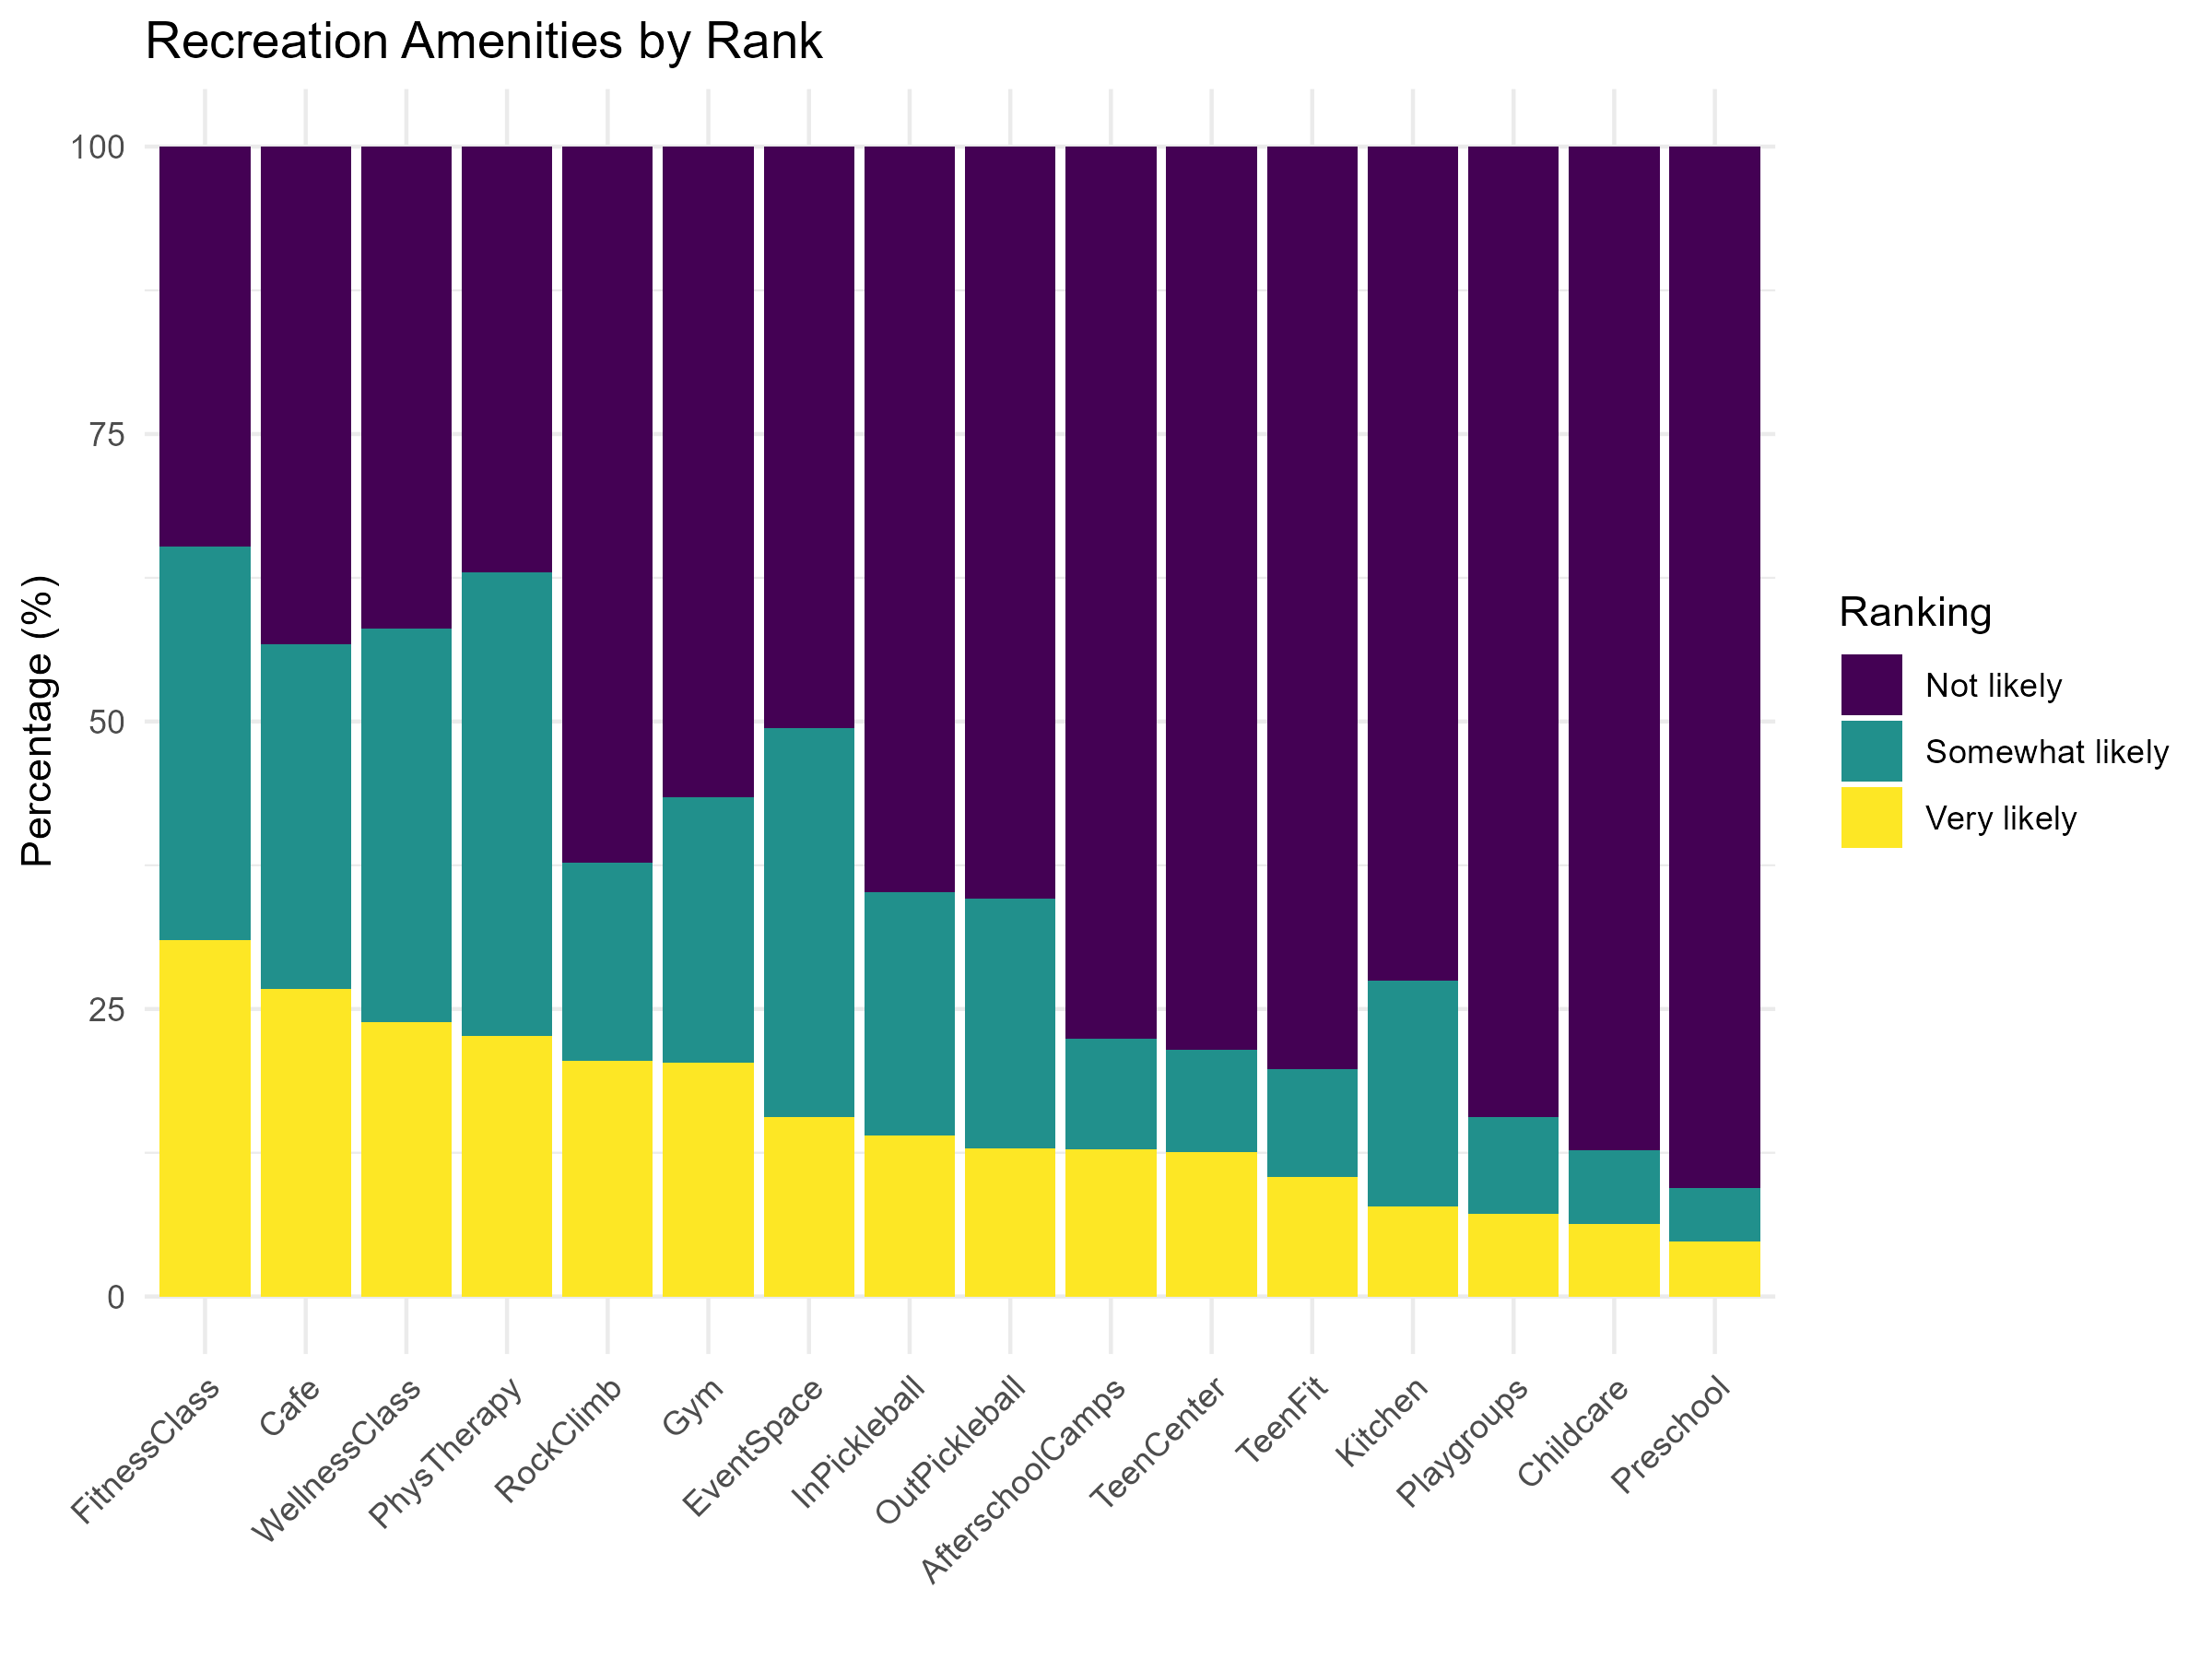 Recreation Amenities by Rank
Percentage (%)
100
75
50
25
0
FitnessClass
Cafe
WellnessClass
PhysTherapy
RockClimb
Gym
EventSpace
InPickleball
OutPickleball
AfterschoolCamps
TeenCenter
TeenFit
Kitchen
Playgroups
Childcare
Preschool
Ranking
Not likely
Somewhat likely
Very likely